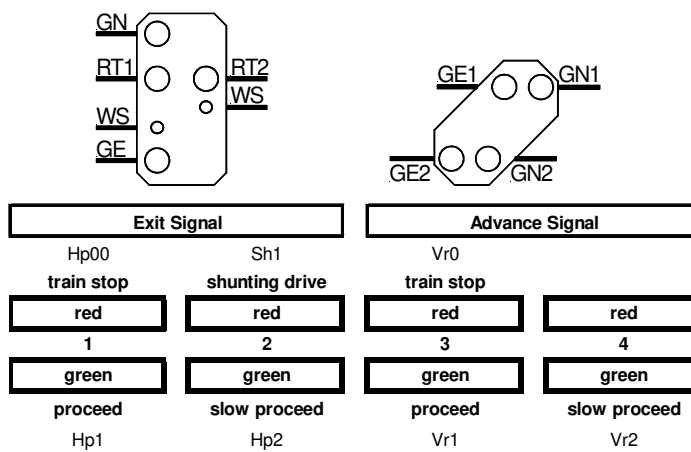 GN
RT1 RT2
WS
WS
GE
GE1 GN1
GE2 GN2
Exit Signal Advance Signal
Hp00 Sh1 Vr0
train stop shunting drive train stop
red red red red
1 2 3 4
green green green green
proceed slow proceed proceed slow proceed
Hp1 Hp2 Vr1 Vr2